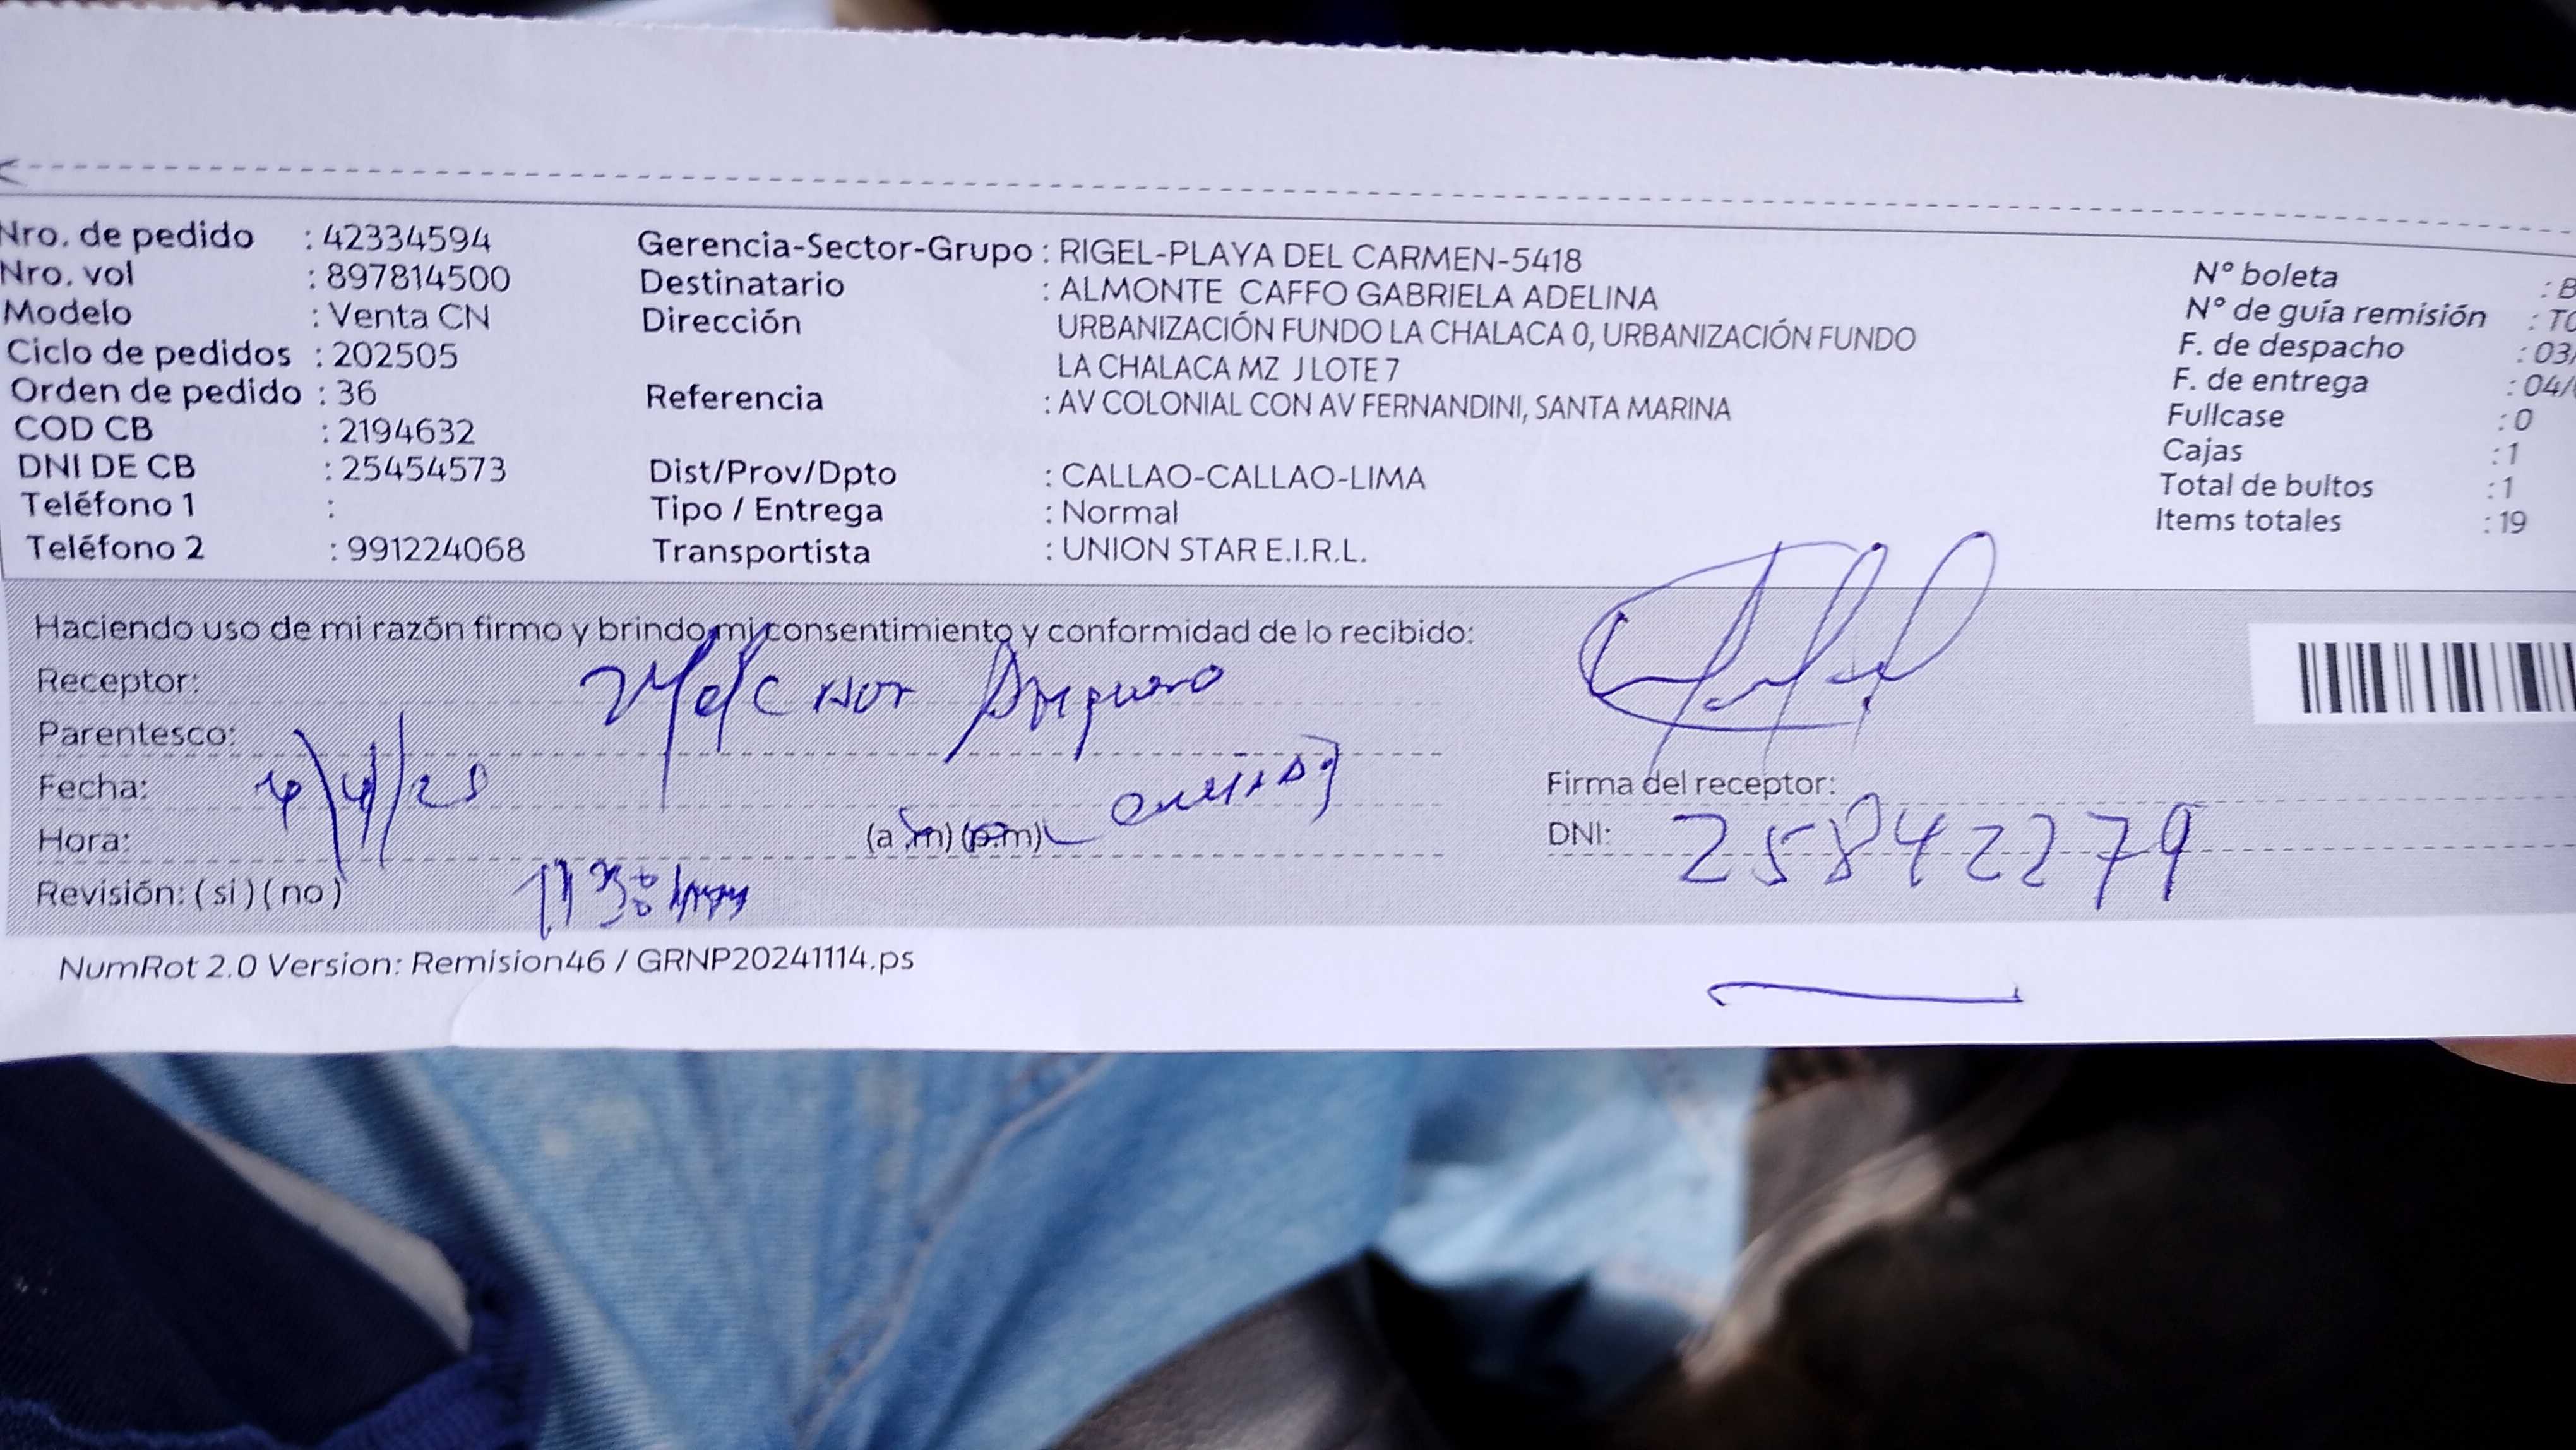 Nro. de pedido : 42334594
Nro. vol : 897814500
Modelo : Venta CN
Ciclo de pedidos : 202505
Orden de pedido : 36
COD CB : 2194632
DNI DE CB : 25454573
Teléfono 1 :
Teléfono 2 : 991224068
Gerencia-Sector-Grupo : RIGEL-PLAYA DEL CARMEN-5418
Destinatario : ALMONTE CAFFO GABRIELA ADELINA
Dirección URBANIZACIÓN FUNDO LA CHALACA 0, URBANIZACIÓN FUNDO
LA CHALACA MZ J LOTE 7
Referencia : AV COLONIAL CON AV FERNANDINI, SANTA MARINA
Dist/Prov/Dpto : CALLAO-CALLAO-LIMA
Tipo / Entrega : Normal
Transportista : UNION STAR E.I.R.L.
N° boleta : B
N° de guía remisión :
F. de despacho : 03/
F. de entrega : 04/
Fullcase : 0
Cajas : 1
Total de bultos : 1
Items totales : 19
Haciendo uso de mi razón firmo y brindo mi consentimiento y conformidad de lo recibido:
Receptor: Melchor
Parentesco:
Fecha: 4/4/25
Hora: (a.m) (p.m)
Revisión: ( si ) ( no )
Firma del receptor:
DNI: 25842279
NumRot 2.0 Version: Remision46 / GRNP20241114.ps